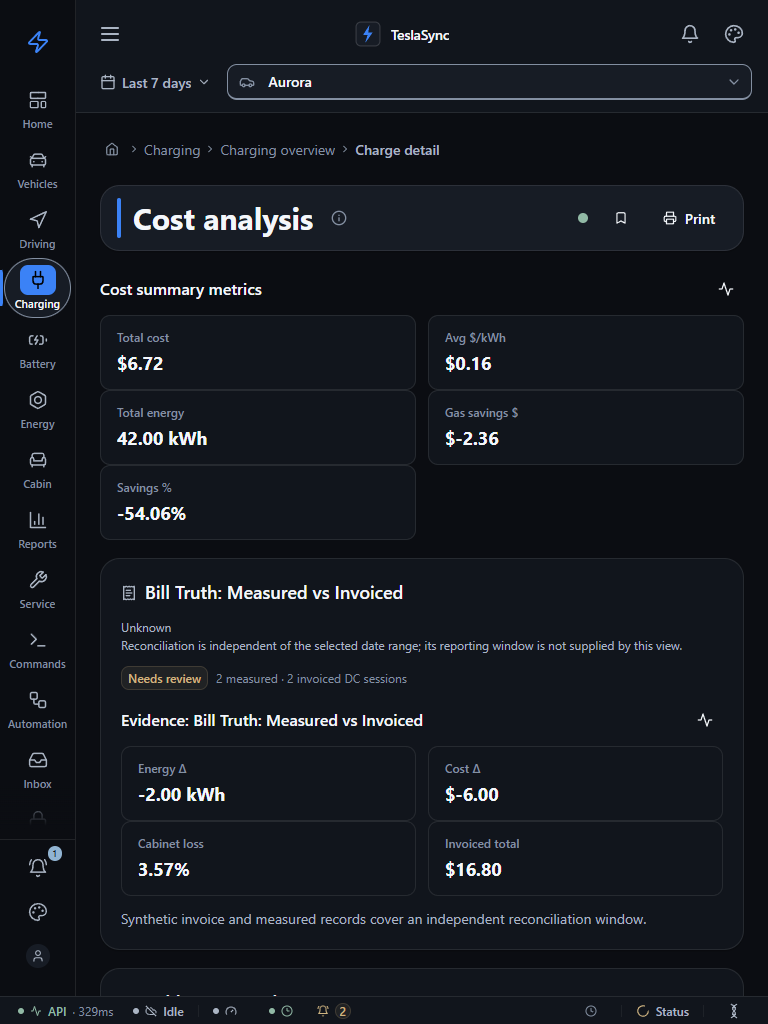 TeslaSync
Last 7 days
Aurora
Home
Vehicles
Driving
Charging
Battery
Energy
Cabin
Reports
Service
Commands
Automation
Inbox
1
Charging
Charging overview
Charge detail
Cost analysis
Print
Cost summary metrics
Total cost
$6.72
Avg $/kWh
$0.16
Total energy
42.00 kWh
Gas savings $
$-2.36
Savings %
-54.06%
Bill Truth: Measured vs Invoiced
Unknown
Reconciliation is independent of the selected date range; its reporting window is not supplied by this view.
Needs review
2 measured · 2 invoiced DC sessions
Evidence: Bill Truth: Measured vs Invoiced
Energy Δ
-2.00 kWh
Cost Δ
$-6.00
Cabinet loss
3.57%
Invoiced total
$16.80
Synthetic invoice and measured records cover an independent reconciliation window.
API · 329ms
Idle
2
Status